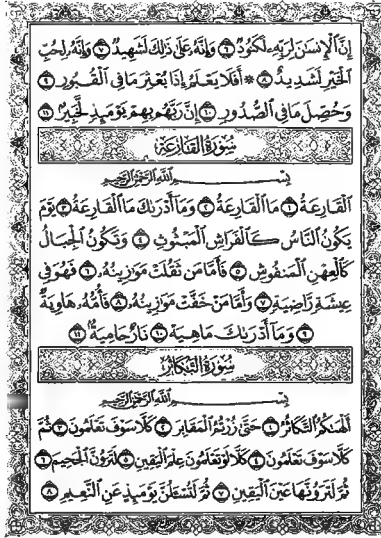 إِنَّ ٱلْإِنسَٰنَ لِرَبِّهِۦ لَكَنُودٌ ٦ وَإِنَّهُۥ عَلَىٰ ذَٰلِكَ لَشَهِيدٌ ٧ وَإِنَّهُۥ لِحُبِّ
ٱلْخَيْرِ لَشَدِيدٌ ٨ ۞ أَفَلَا يَعْلَمُ إِذَا بُعْثِرَ مَا فِى ٱلْقُبُورِ ٩
وَحُصِّلَ مَا فِى ٱلصُّدُورِ ١٠ إِنَّ رَبَّهُم بِهِمْ يَوْمَئِذٍ لَّخَبِيرٌۢ ١١
سُورَةُ القَارِعَةِ
بِسْمِ ٱللَّهِ ٱلرَّحْمَٰنِ ٱلرَّحِيمِ
ٱلْقَارِعَةُ ١ مَا ٱلْقَارِعَةُ ٢ وَمَآ أَدْرَىٰكَ مَا ٱلْقَارِعَةُ ٣ يَوْمَ
يَكُونُ ٱلنَّاسُ كَٱلْفَرَاشِ ٱلْمَبْثُوثِ ٤ وَتَكُونُ ٱلْجِبَالُ
كَٱلْعِهْنِ ٱلْمَنفُوشِ ٥ فَأَمَّا مَن ثَقُلَتْ مَوَٰزِينُهُۥ ٦ فَهُوَ فِى
عِيشَةٍ رَّاضِيَةٍ ٧ وَأَمَّا مَنْ خَفَّتْ مَوَٰزِينُهُۥ ٨ فَأُمُّهُۥ هَاوِيَةٌ
٩ وَمَآ أَدْرَىٰكَ مَا هِيَهْ ١٠ نَارٌ حَامِيَةٌۢ ١١
سُورَةُ التَّكَاثُرِ
بِسْمِ ٱللَّهِ ٱلرَّحْمَٰنِ ٱلرَّحِيمِ
أَلْهَىٰكُمُ ٱلتَّكَاثُرُ ١ حَتَّىٰ زُرْتُمُ ٱلْمَقَابِرَ ٢ كَلَّا سَوْفَ تَعْلَمُونَ ٣ ثُمَّ
كَلَّا سَوْفَ تَعْلَمُونَ ٤ كَلَّا لَوْ تَعْلَمُونَ عِلْمَ ٱلْيَقِينِ ٥ لَتَرَوُنَّ ٱلْجَحِيمَ ٦
ثُمَّ لَتَرَوُنَّهَا عَيْنَ ٱلْيَقِينِ ٧ ثُمَّ لَتُسْـَٔلُنَّ يَوْمَئِذٍ عَنِ ٱلنَّعِيمِ ٨